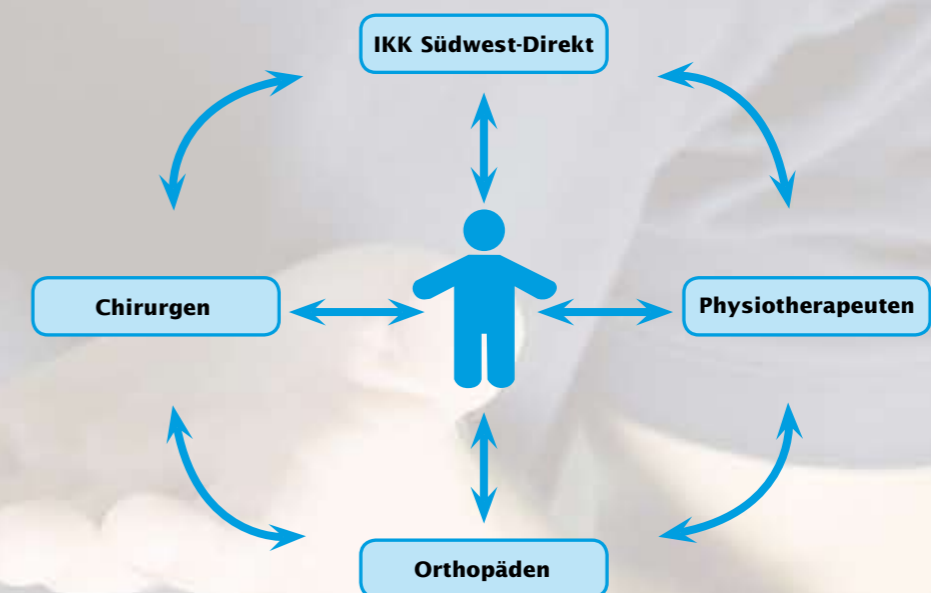 IKK Südwest-Direkt
Chirurgen
Physiotherapeuten
Orthopäden